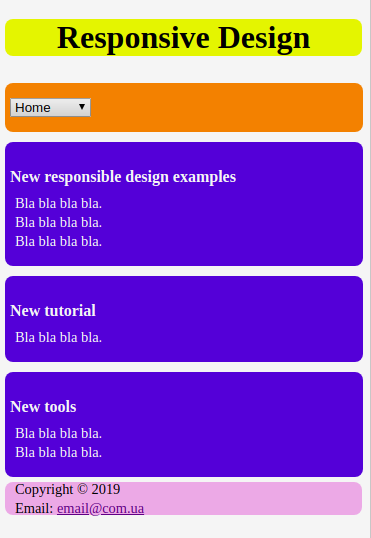 Responsive Design
Home
New responsible design examples
Bla bla bla bla.
Bla bla bla bla.
Bla bla bla bla.
New tutorial
Bla bla bla bla.
New tools
Bla bla bla bla.
Bla bla bla bla.
Copyright © 2019
Email: email@com.ua